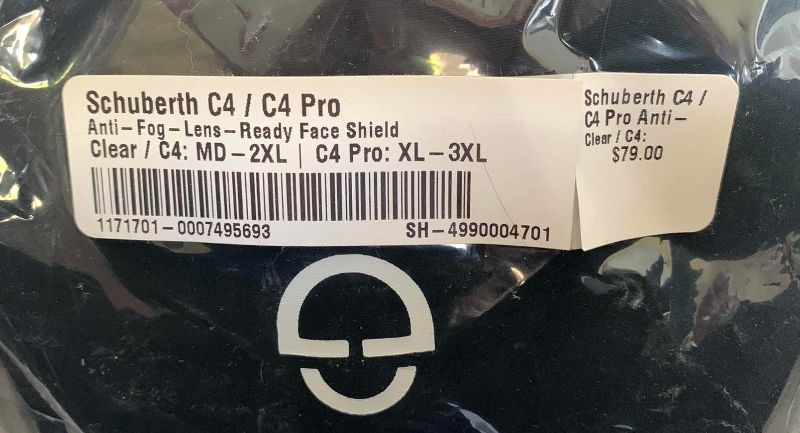 Schuberth C4 / C4 Pro
Anti-Fog-Lens-Ready Face Shield
Clear / C4: MD-2XL | C4 Pro: XL-3XL
1171701-0007495693 SH-4990004701
Schuberth C4 /
C4 Pro Anti-
Clear / C4:
$79.00